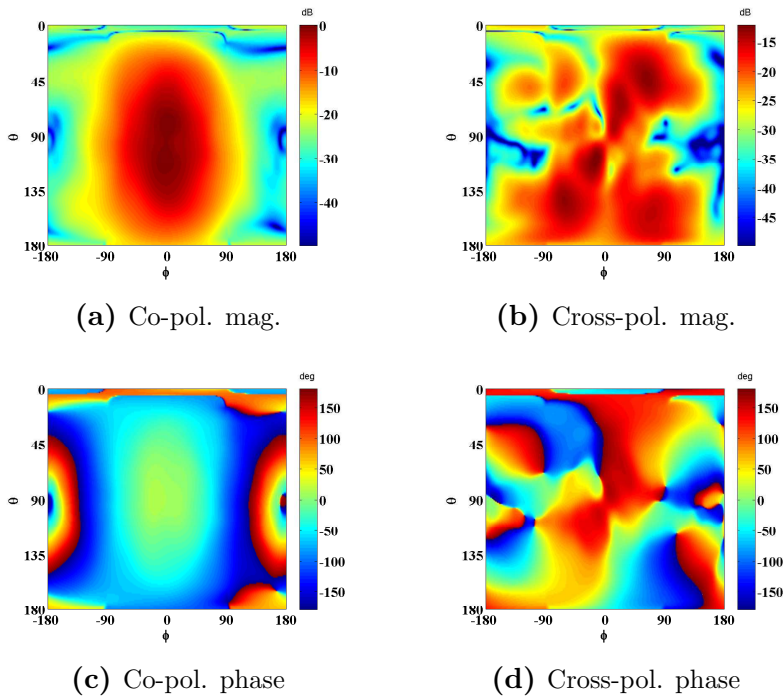 dB
0
0
-10
45
-20
θ 90
-30
135
-40
180
-180 -90 0 90 180
ϕ
(a) Co-pol. mag.
dB
0
-15
-20
45
-25
-30
θ 90
-35
135
-40
-45
180
-180 -90 0 90 180
ϕ
(b) Cross-pol. mag.
deg
0
150
45
100
50
θ 90
0
-50
135
-100
-150
180
-180 -90 0 90 180
ϕ
(c) Co-pol. phase
deg
0
150
45
100
50
θ 90
0
-50
135
-100
-150
180
-180 -90 0 90 180
ϕ
(d) Cross-pol. phase